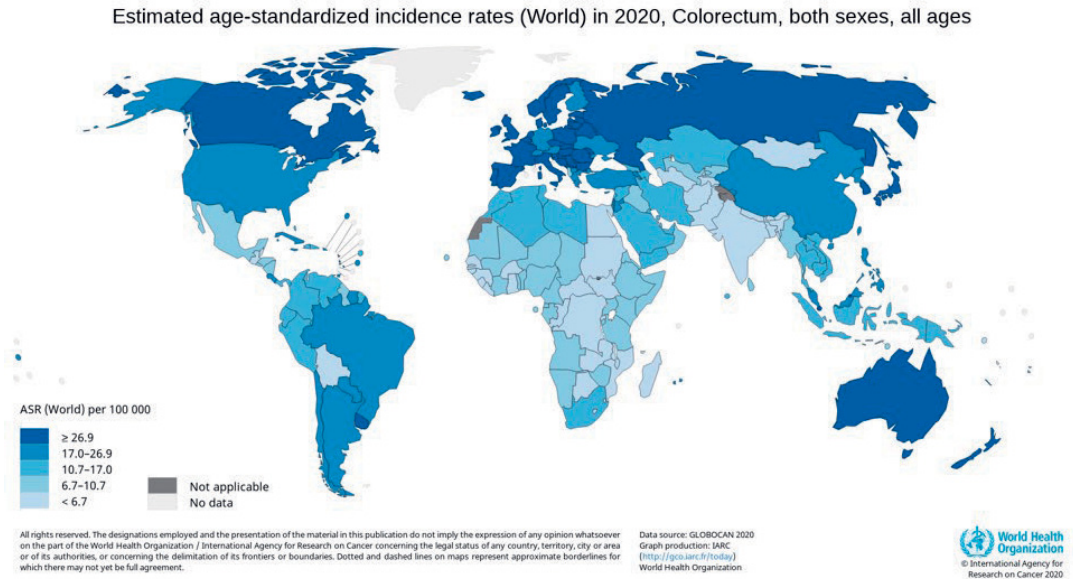 Estimated age-standardized incidence rates (World) in 2020, Colorectum, both sexes, all ages
ASR (World) per 100 000
≥ 26.9
17.0–26.9
10.7–17.0
6.7–10.7
< 6.7
Not applicable
No data
All rights reserved. The designations employed and the presentation of the material in this publication do not imply the expression of any opinion whatsoever
on the part of the World Health Organization / International Agency for Research on Cancer concerning the legal status of any country, territory, city or area
or of its authorities, or concerning the delimitation of its frontiers or boundaries. Dotted and dashed lines on maps represent approximate borderlines for
which there may not yet be full agreement.
Data source: GLOBOCAN 2020
Graph production: IARC
(http://gco.iarc.fr/today)
World Health Organization
World Health
Organization
© International Agency for
Research on Cancer 2020